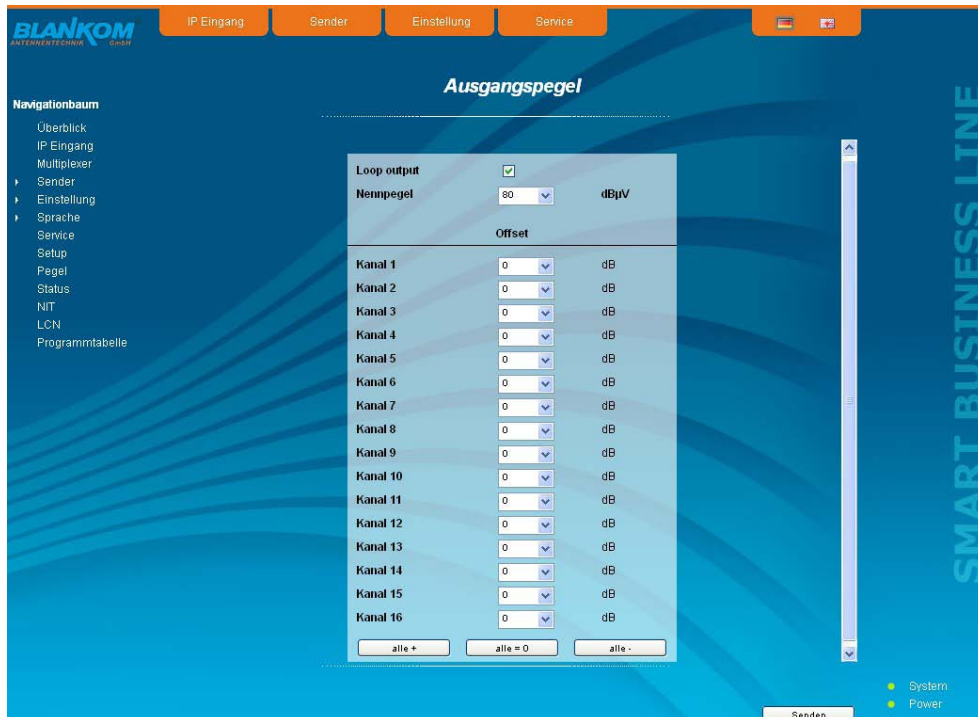 BLANKOM
ANTENNENTECHNIK GmbH
IP Eingang
Sender
Einstellung
Service
Ausgangspegel
Navigationbaum
Überblick
IP Eingang
Multiplexer
Sender
Einstellung
Sprache
Service
Setup
Pegel
Status
NIT
LCN
Programmtabelle
Loop output
Nennpegel 80 dBµV
Offset
Kanal 1 0 dB
Kanal 2 0 dB
Kanal 3 0 dB
Kanal 4 0 dB
Kanal 5 0 dB
Kanal 6 0 dB
Kanal 7 0 dB
Kanal 8 0 dB
Kanal 9 0 dB
Kanal 10 0 dB
Kanal 11 0 dB
Kanal 12 0 dB
Kanal 13 0 dB
Kanal 14 0 dB
Kanal 15 0 dB
Kanal 16 0 dB
alle + alle = 0 alle -
SMART BUSINESS LINE
System
Power
Senden